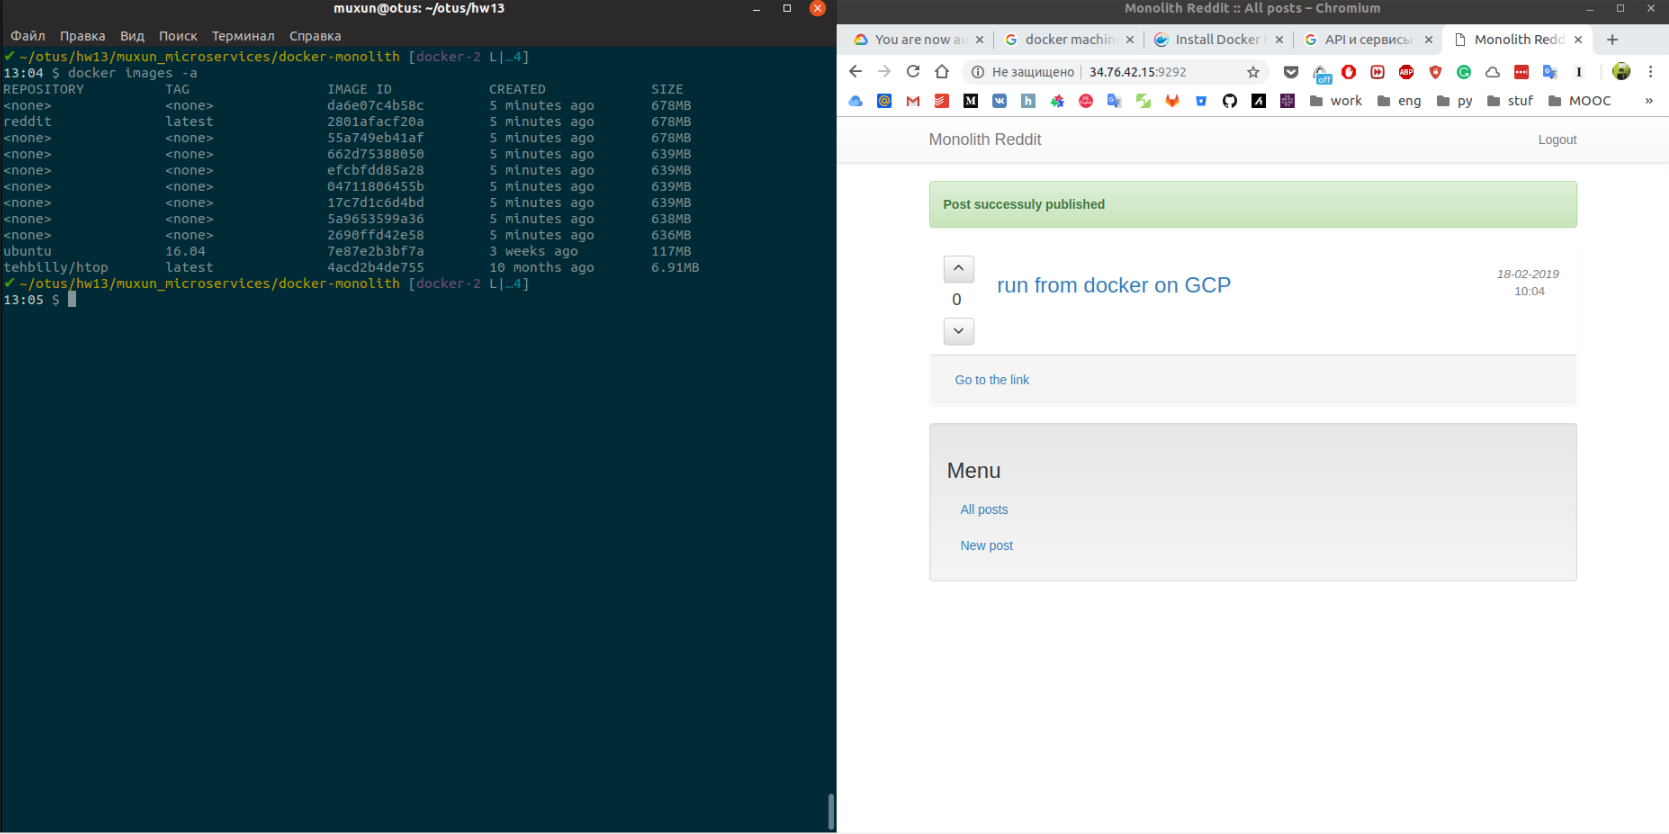 muxun@otus: ~/otus/hw13
Файл Правка Вид Поиск Терминал Справка
✔ ~/otus/hw13/muxun_microservices/docker-monolith [docker-2 L|…4]
13:04 $ docker images -a
REPOSITORY TAG IMAGE ID CREATED SIZE
<none> <none> da6e07c4b58c 5 minutes ago 678MB
reddit latest 2801afacf20a 5 minutes ago 678MB
<none> <none> 55a749eb41af 5 minutes ago 678MB
<none> <none> 662d75388050 5 minutes ago 639MB
<none> <none> efcbfdd85a28 5 minutes ago 639MB
<none> <none> 04711806455b 5 minutes ago 639MB
<none> <none> 17c7d1c6d4bd 5 minutes ago 639MB
<none> <none> 5a9653599a36 5 minutes ago 638MB
<none> <none> 2690ffd42e58 5 minutes ago 636MB
ubuntu 16.04 7e87e2b3bf7a 3 weeks ago 117MB
tehbilly/htop latest 4acd2b4de755 10 months ago 6.91MB
✔ ~/otus/hw13/muxun_microservices/docker-monolith [docker-2 L|…4]
13:05 $
Monolith Reddit :: All posts – Chromium
You are now au docker machin Install Docker API и сервисы Monolith Redd
Не защищено 34.76.42.15:9292 off ABP
work eng py stuf MOOC »
Monolith Reddit Logout
Post successuly published
run from docker on GCP
18-02-2019
10:04
0
Go to the link
Menu
All posts
New post